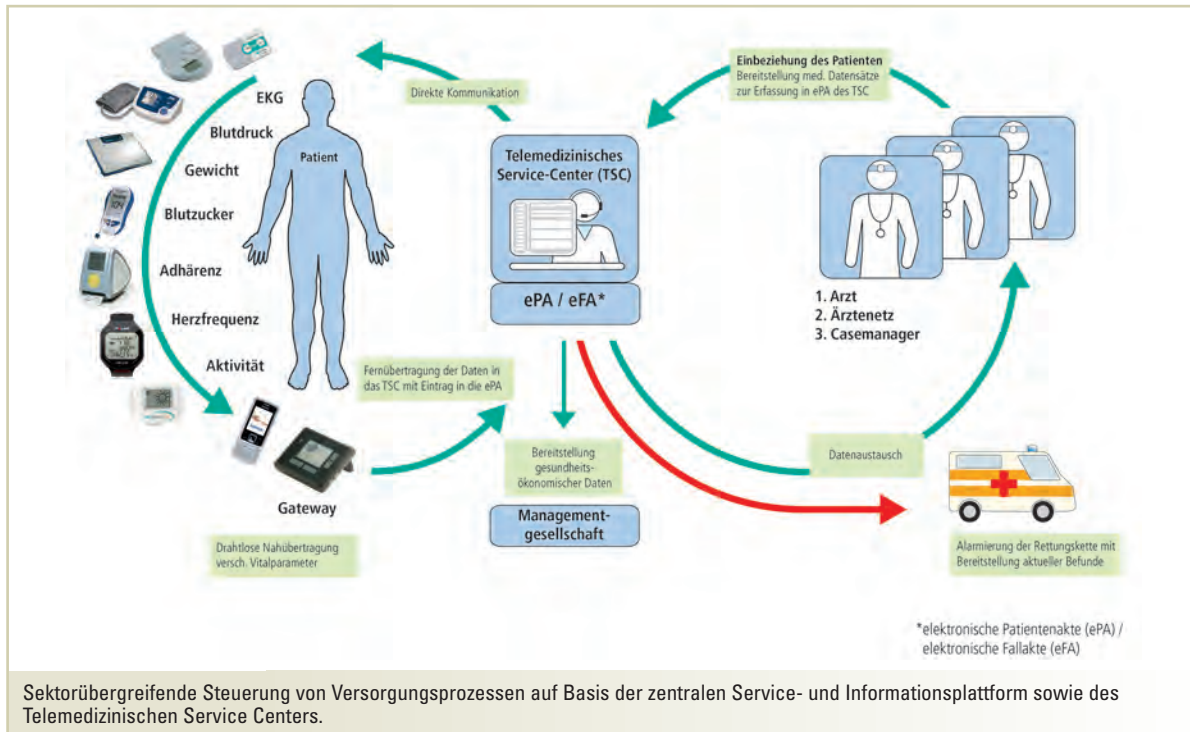 EKG
Blutdruck
Gewicht
Blutzucker
Adhärenz
Herzfrequenz
Aktivität
Patient
Gateway
Drahtlose Nahübertragung
versch. Vitalparameter
Direkte Kommunikation
Fernübertragung der Daten in
das TSC mit Eintrag in die ePA
Telemedizinisches
Service-Center (TSC)
ePA / eFA*
Bereitstellung
gesundheits-
ökonomischer Daten
Management-
gesellschaft
Einbeziehung des Patienten
Bereitstellung med. Datensätze
zur Erfassung in ePA des TSC
1. Arzt
2. Ärztenetz
3. Casemanager
Datenaustausch
Alarmierung der Rettungskette mit
Bereitstellung aktueller Befunde
*elektronische Patientenakte (ePA) /
elektronische Fallakte (eFA)
Sektorübergreifende Steuerung von Versorgungsprozessen auf Basis der zentralen Service- und Informationsplattform sowie des
Telemedizinischen Service Centers.